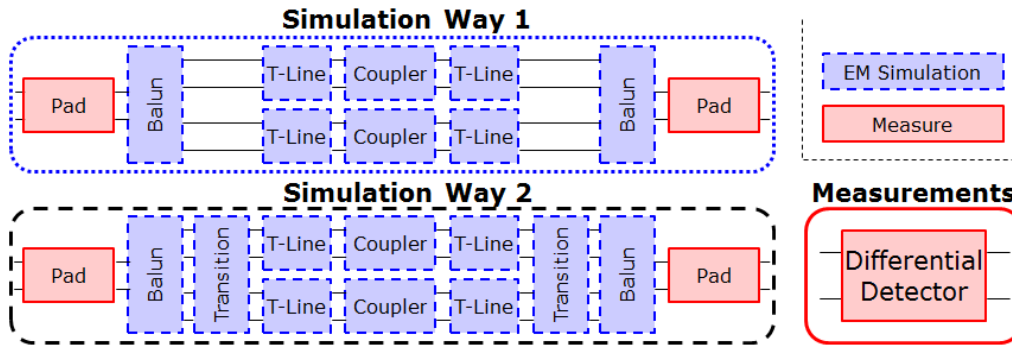 Simulation Way 1
Pad
Balun
T-Line
Coupler
T-Line
T-Line
Coupler
T-Line
Balun
Pad
EM Simulation
Measure
Simulation Way 2
Pad
Balun
Transition
T-Line
Coupler
T-Line
T-Line
Coupler
T-Line
Transition
Balun
Pad
Measurements
Differential
Detector